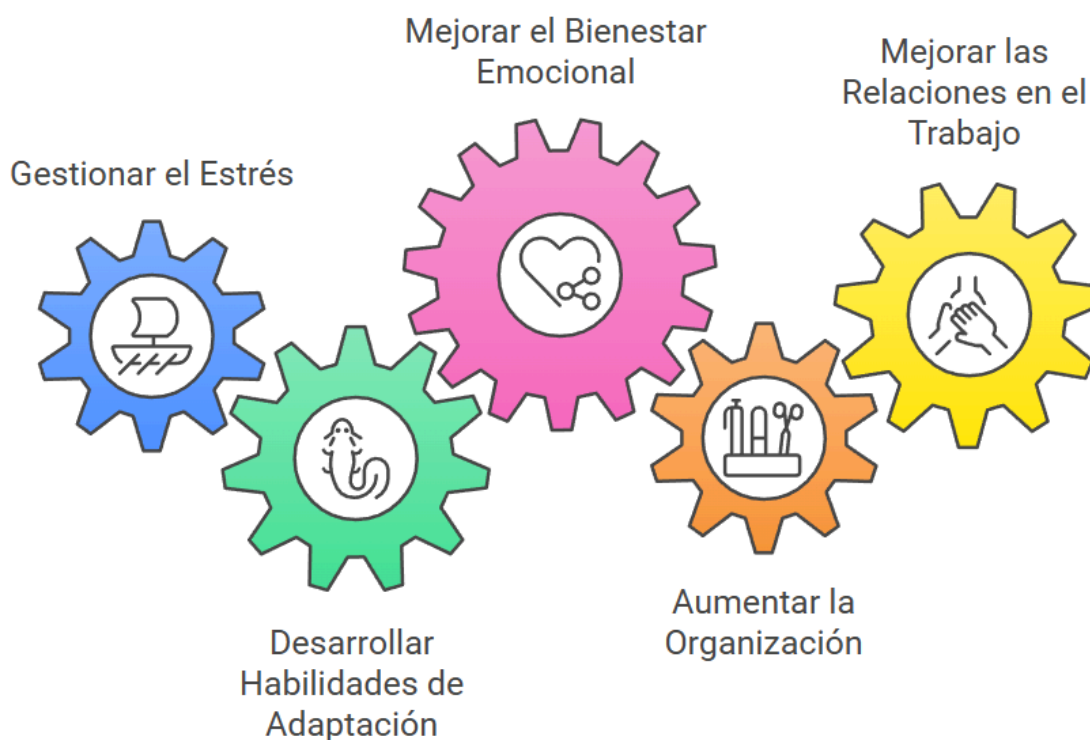 Gestionar el Estrés
Desarrollar
Habilidades de
Adaptación
Mejorar el Bienestar
Emocional
Aumentar la
Organización
Mejorar las
Relaciones en el
Trabajo